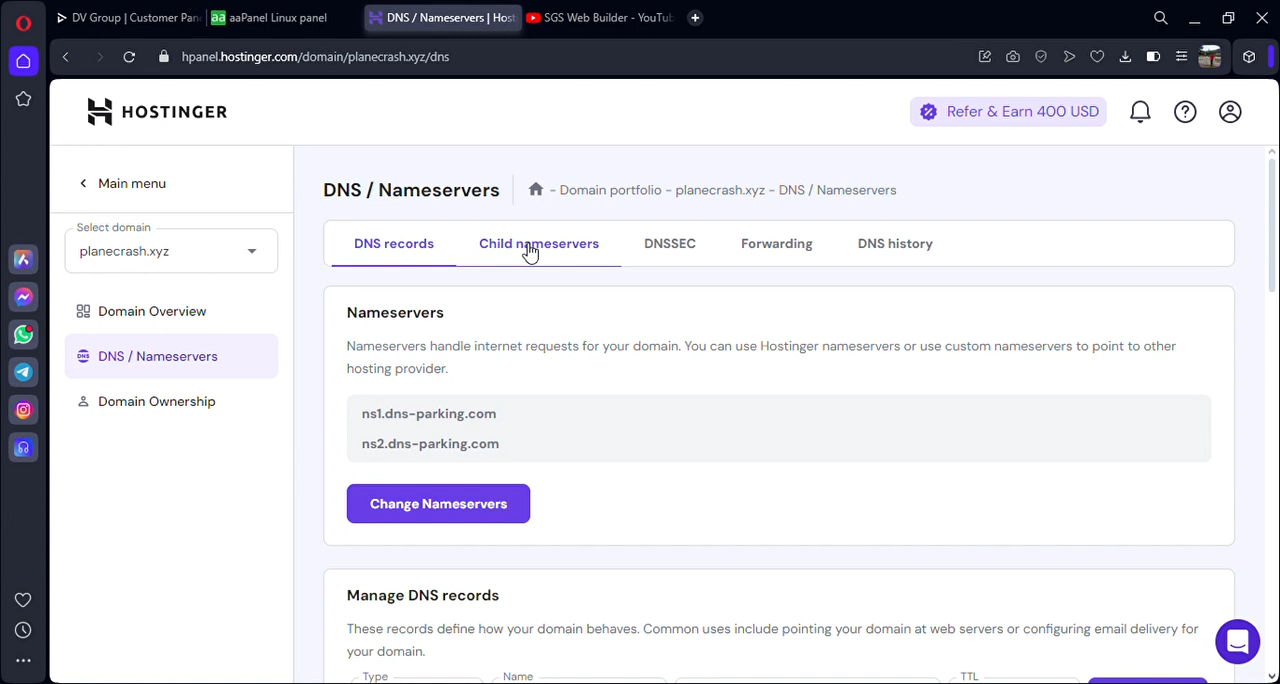 DV Group | Customer Pan
aa aaPanel Linux panel
DNS / Nameservers | Host
SGS Web Builder - YouTub
hpanel.hostinger.com/domain/planecrash.xyz/dns
HOSTINGER
Refer & Earn 400 USD
Main menu
DNS / Nameservers
- Domain portfolio - planecrash.xyz - DNS / Nameservers
Select domain
planecrash.xyz
DNS records
Child nameservers
DNSSEC
Forwarding
DNS history
Domain Overview
DNS DNS / Nameservers
Domain Ownership
Nameservers
Nameservers handle internet requests for your domain. You can use Hostinger nameservers or use custom nameservers to point to other
hosting provider.
ns1.dns-parking.com
ns2.dns-parking.com
Change Nameservers
Manage DNS records
These records define how your domain behaves. Common uses include pointing your domain at web servers or configuring email delivery for
your domain.
Type
Name
TTL